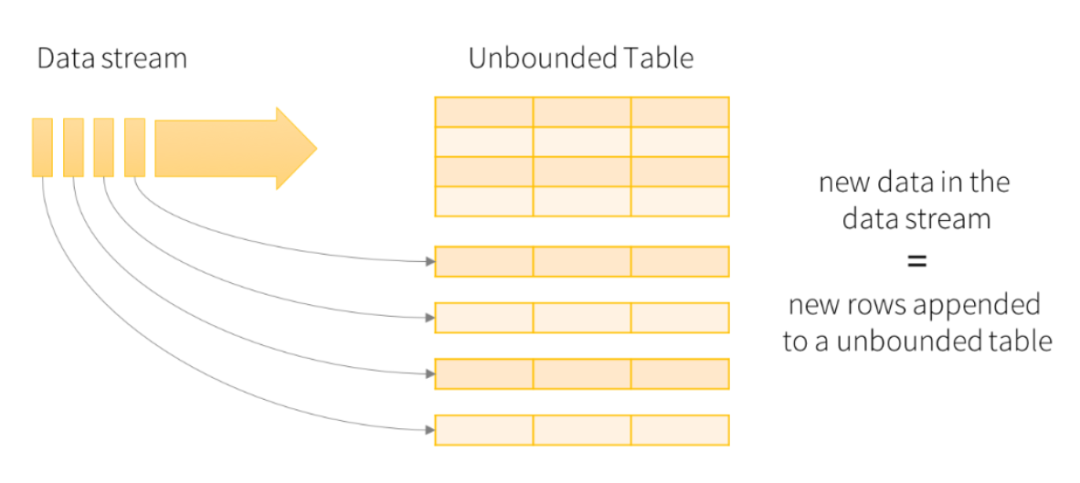 Data stream
Unbounded Table
new data in the
data stream
=
new rows appended
to a unbounded table